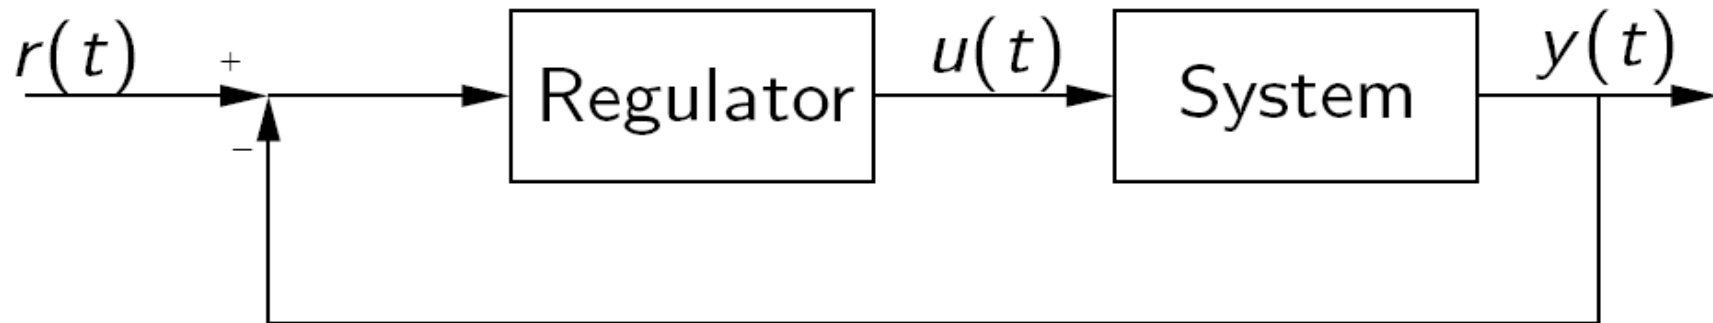 r(t)
+
−
Regulator
u(t)
System
y(t)